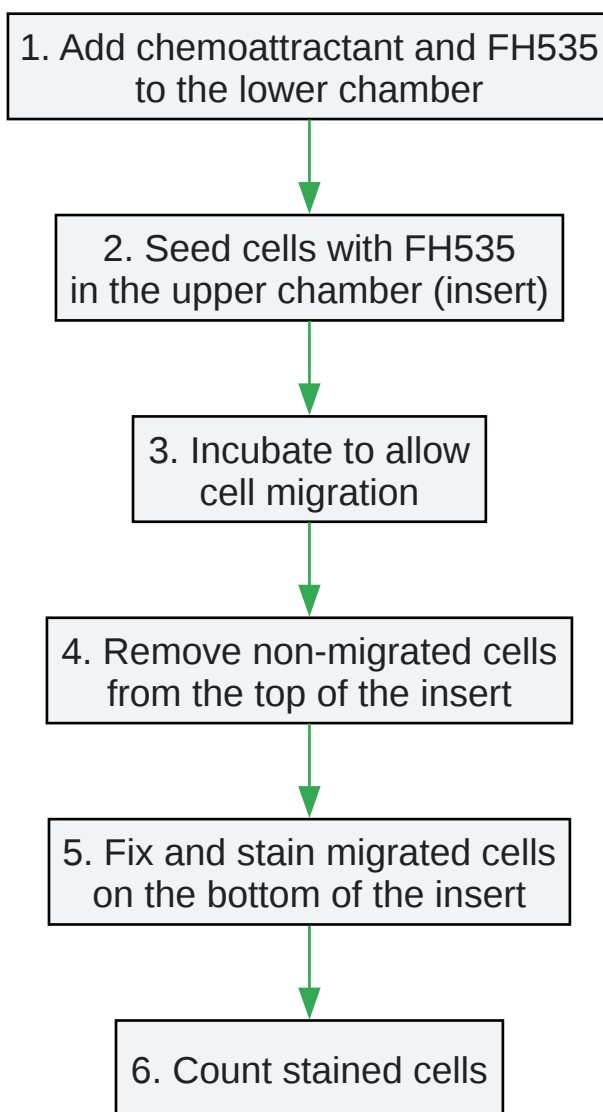 1. Add chemoattractant and FH535
to the lower chamber
2. Seed cells with FH535
in the upper chamber (insert)
3. Incubate to allow
cell migration
4. Remove non-migrated cells
from the top of the insert
5. Fix and stain migrated cells
on the bottom of the insert
6. Count stained cells